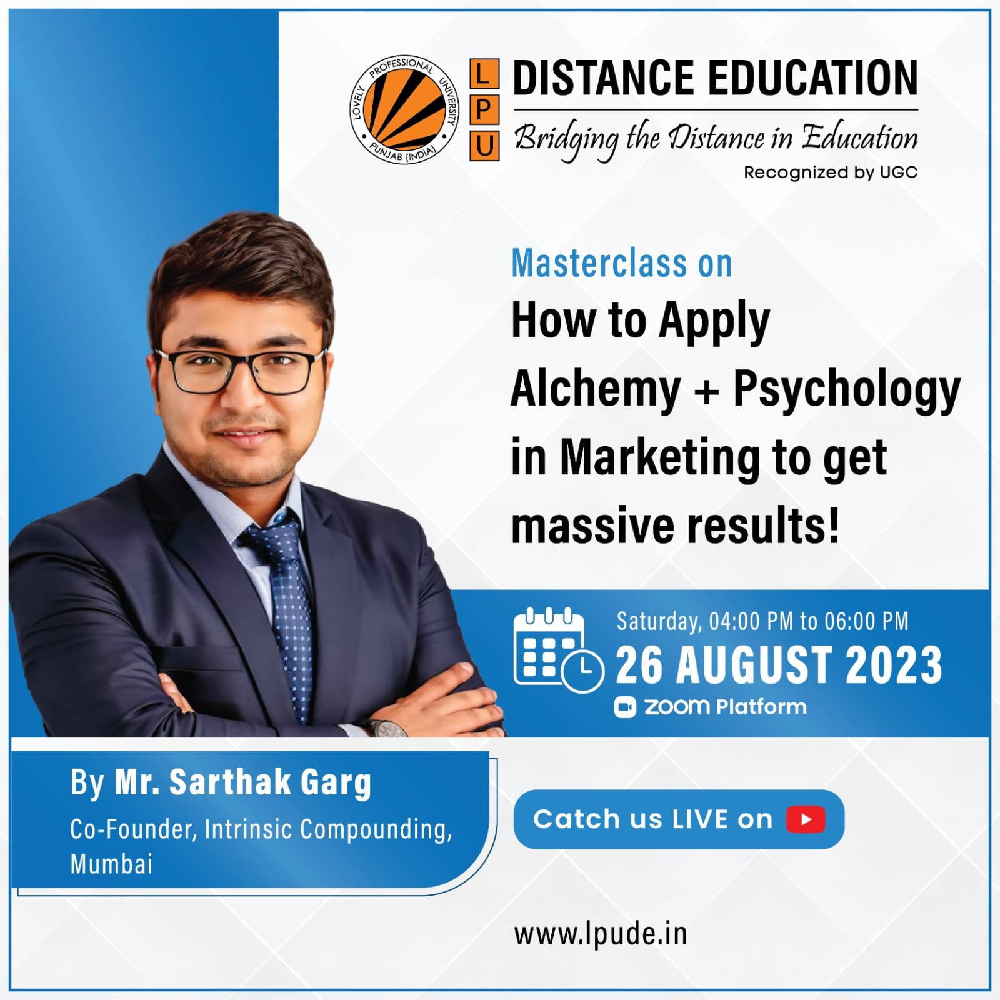 LOVELY PROFESSIONAL UNIVERSITY
PUNJAB (INDIA)
L
P
U
DISTANCE EDUCATION
Bridging the Distance in Education
Recognized by UGC
Masterclass on
How to Apply
Alchemy + Psychology
in Marketing to get
massive results!
Saturday, 04:00 PM to 06:00 PM
26 AUGUST 2023
zoom Platform
By Mr. Sarthak Garg
Co-Founder, Intrinsic Compounding,
Mumbai
Catch us LIVE on
www.lpude.in